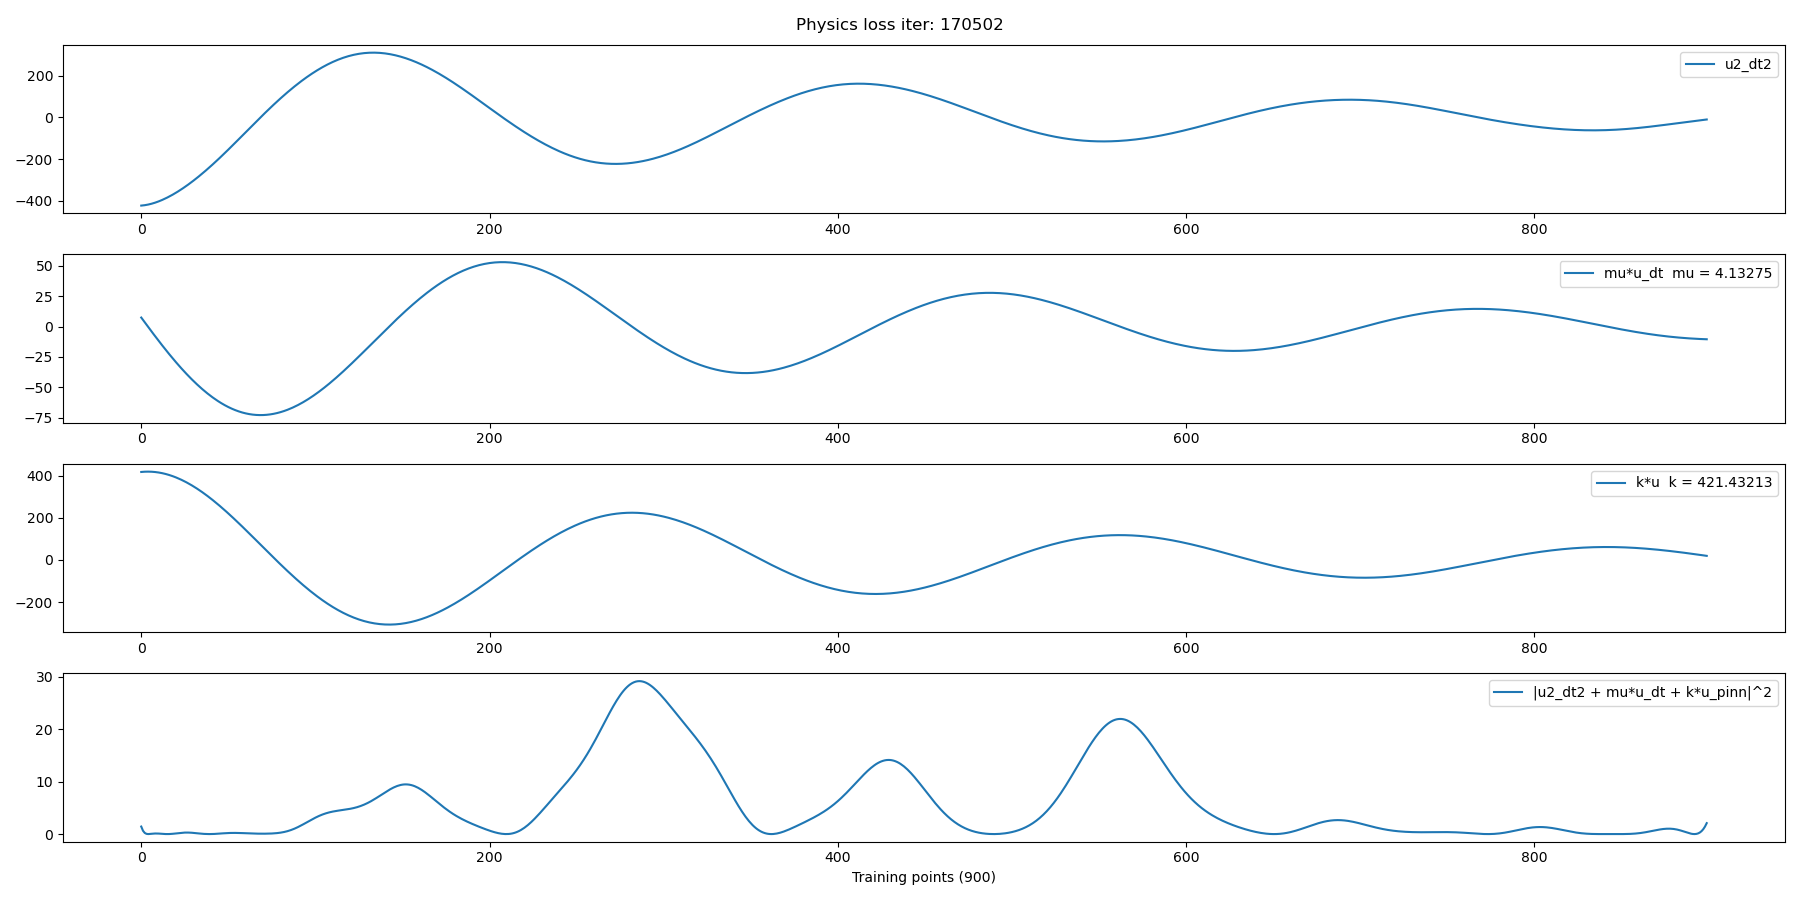 Physics loss iter: 170502
u2_dt2
200
0
−200
−400
0 200 400 600 800
mu*u_dt  mu = 4.13275
50
25
0
−25
−50
−75
0 200 400 600 800
k*u  k = 421.43213
400
200
0
−200
0 200 400 600 800
|u2_dt2 + mu*u_dt + k*u_pinn|^2
30
20
10
0
0 200 400 600 800
Training points (900)